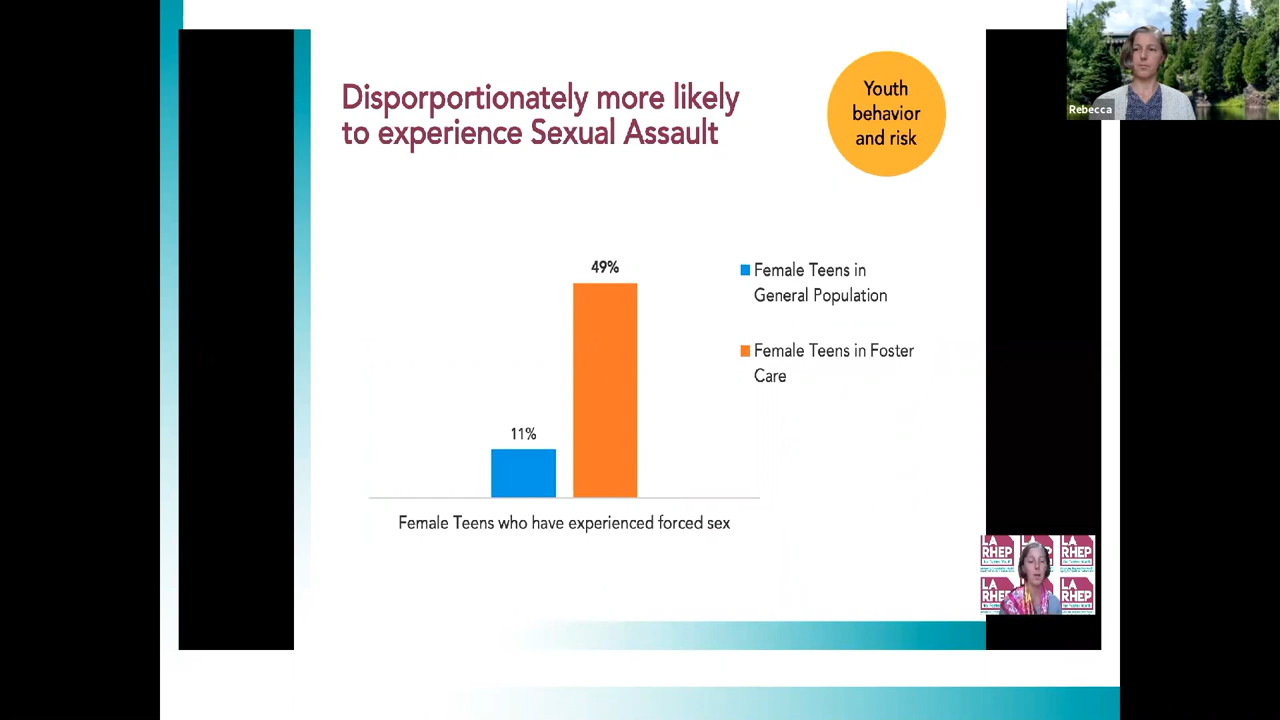 Disporportionately more likely
to experience Sexual Assault
Youth
behavior
and risk
Rebecca
49%
11%
Female Teens in
General Population
Female Teens in Foster
Care
Female Teens who have experienced forced sex
LA
RHEP
LA
RHEP
LA
RHEP
LA
RHEP